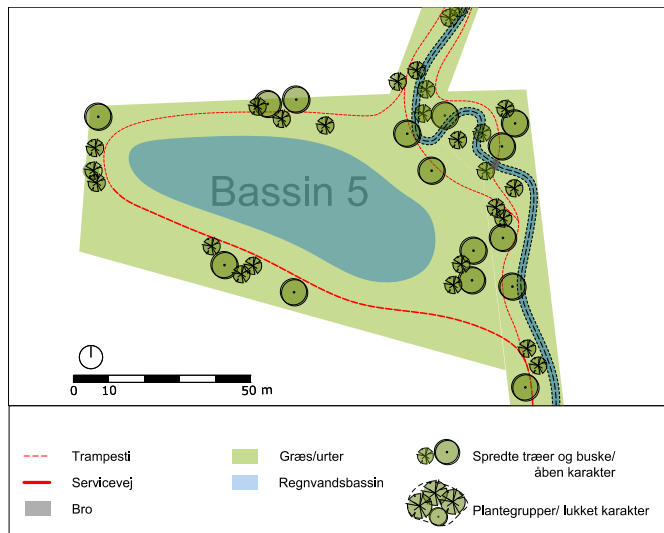 Bassin 5
0 10 50 m
Trampesti
Servicevej
Bro
Græs/urter
Regnvandsbassin
Spredte træer og buske/
åben karakter
Plantegrupper/ lukket karakter